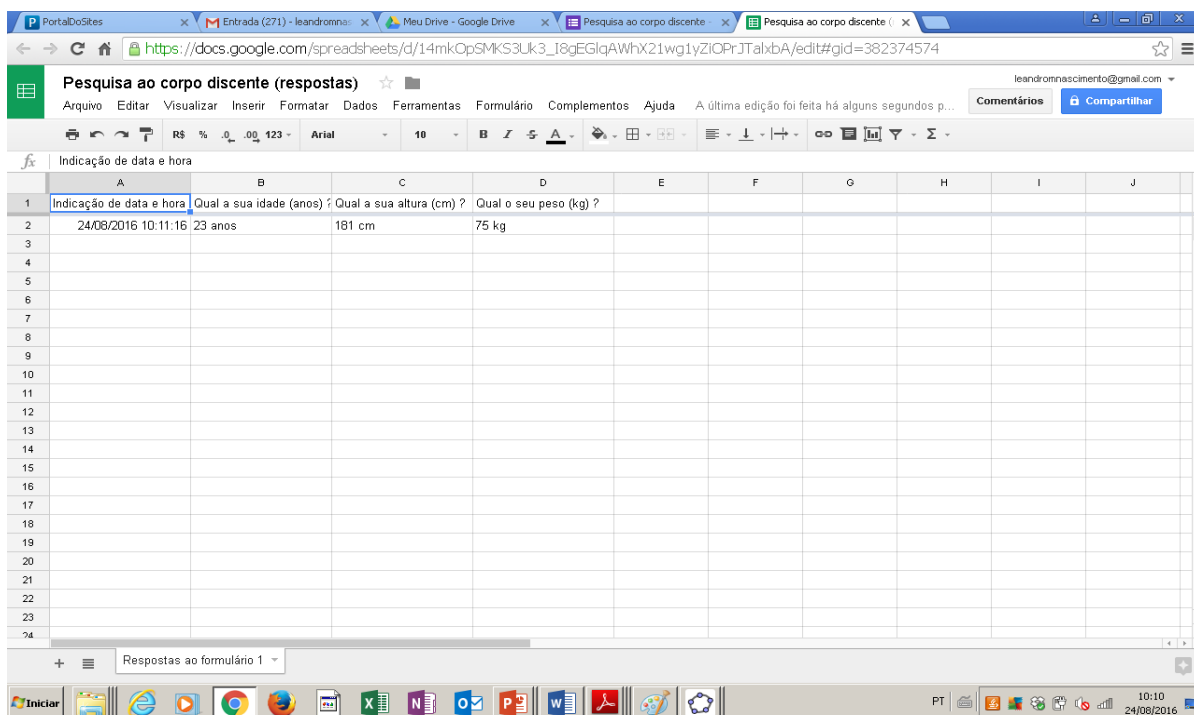 PortalDoSites
Entrada (271) - leandromnas
Meu Drive - Google Drive
Pesquisa ao corpo discente -
Pesquisa ao corpo discente (
https://docs.google.com/spreadsheets/d/14mkOpSMKS3Uk3_I8gEGlqAWhX21wg1yZiOPrJTaIxbA/edit#gid=382374574
Pesquisa ao corpo discente (respostas)
leandromnascimento@gmail.com
Arquivo Editar Visualizar Inserir Formatar Dados Ferramentas Formulário Complementos Ajuda A última edição foi feita há alguns segundos p...
Comentários
Compartilhar
R$ % .0 .00 123 Arial 10 B I S A Σ
fx Indicação de data e hora
A B C D E F G H I J
1 Indicação de data e hora Qual a sua idade (anos) ? Qual a sua altura (cm) ? Qual o seu peso (kg) ?
2 24/08/2016 10:11:16 23 anos 181 cm 75 kg
3
4
5
6
7
8
9
10
11
12
13
14
15
16
17
18
19
20
21
22
23
24
+ Respostas ao formulário 1
Iniciar
PT
10:10
24/08/2016